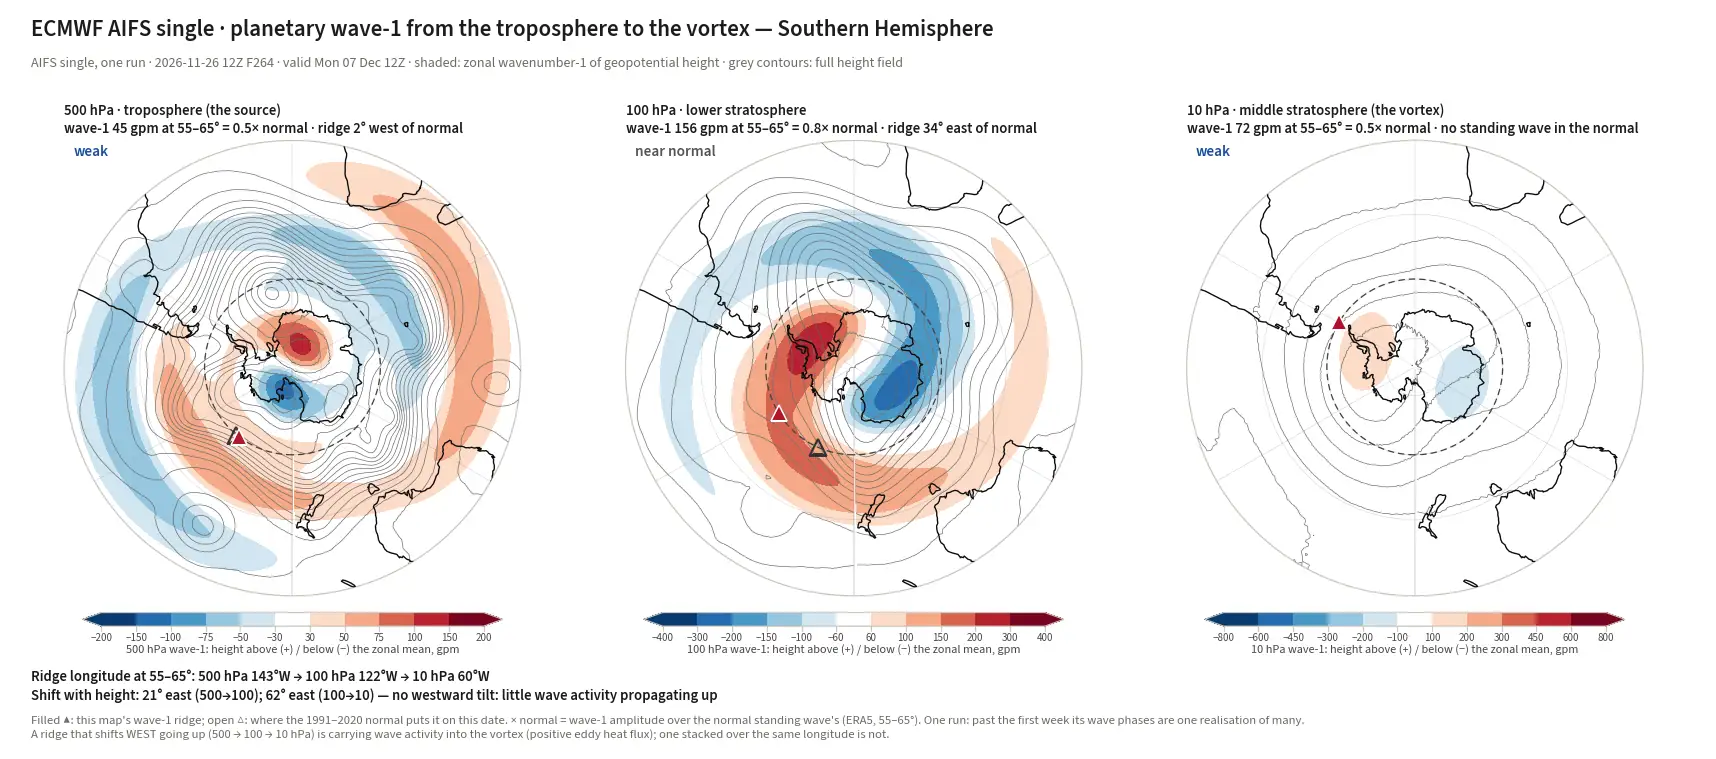 ECMWF AIFS single · planetary wave-1 from the troposphere to the vortex — Southern Hemisphere
AIFS single, one run · 2026-11-26 12Z F264 · valid Mon 07 Dec 12Z · shaded: zonal wavenumber-1 of geopotential height · grey contours: full height field
500 hPa · troposphere (the source)
wave-1 45 gpm at 55–65° = 0.5× normal · ridge 2° west of normal
weak
100 hPa · lower stratosphere
wave-1 156 gpm at 55–65° = 0.8× normal · ridge 34° east of normal
near normal
10 hPa · middle stratosphere (the vortex)
wave-1 72 gpm at 55–65° = 0.5× normal · no standing wave in the normal
weak
−200 −150 −100 −75 −50 −30 30 50 75 100 150 200
500 hPa wave-1: height above (+) / below (−) the zonal mean, gpm
−400 −300 −200 −150 −100 −60 60 100 150 200 300 400
100 hPa wave-1: height above (+) / below (−) the zonal mean, gpm
−800 −600 −450 −300 −200 −100 100 200 300 450 600 800
10 hPa wave-1: height above (+) / below (−) the zonal mean, gpm
Ridge longitude at 55–65°: 500 hPa 143°W → 100 hPa 122°W → 10 hPa 60°W
Shift with height: 21° east (500→100); 62° east (100→10) — no westward tilt: little wave activity propagating up
Filled ▲: this map's wave-1 ridge; open △: where the 1991–2020 normal puts it on this date. × normal = wave-1 amplitude over the normal standing wave's (ERA5, 55–65°). One run: past the first week its wave phases are one realisation of many.
A ridge that shifts WEST going up (500 → 100 → 10 hPa) is carrying wave activity into the vortex (positive eddy heat flux); one stacked over the same longitude is not.